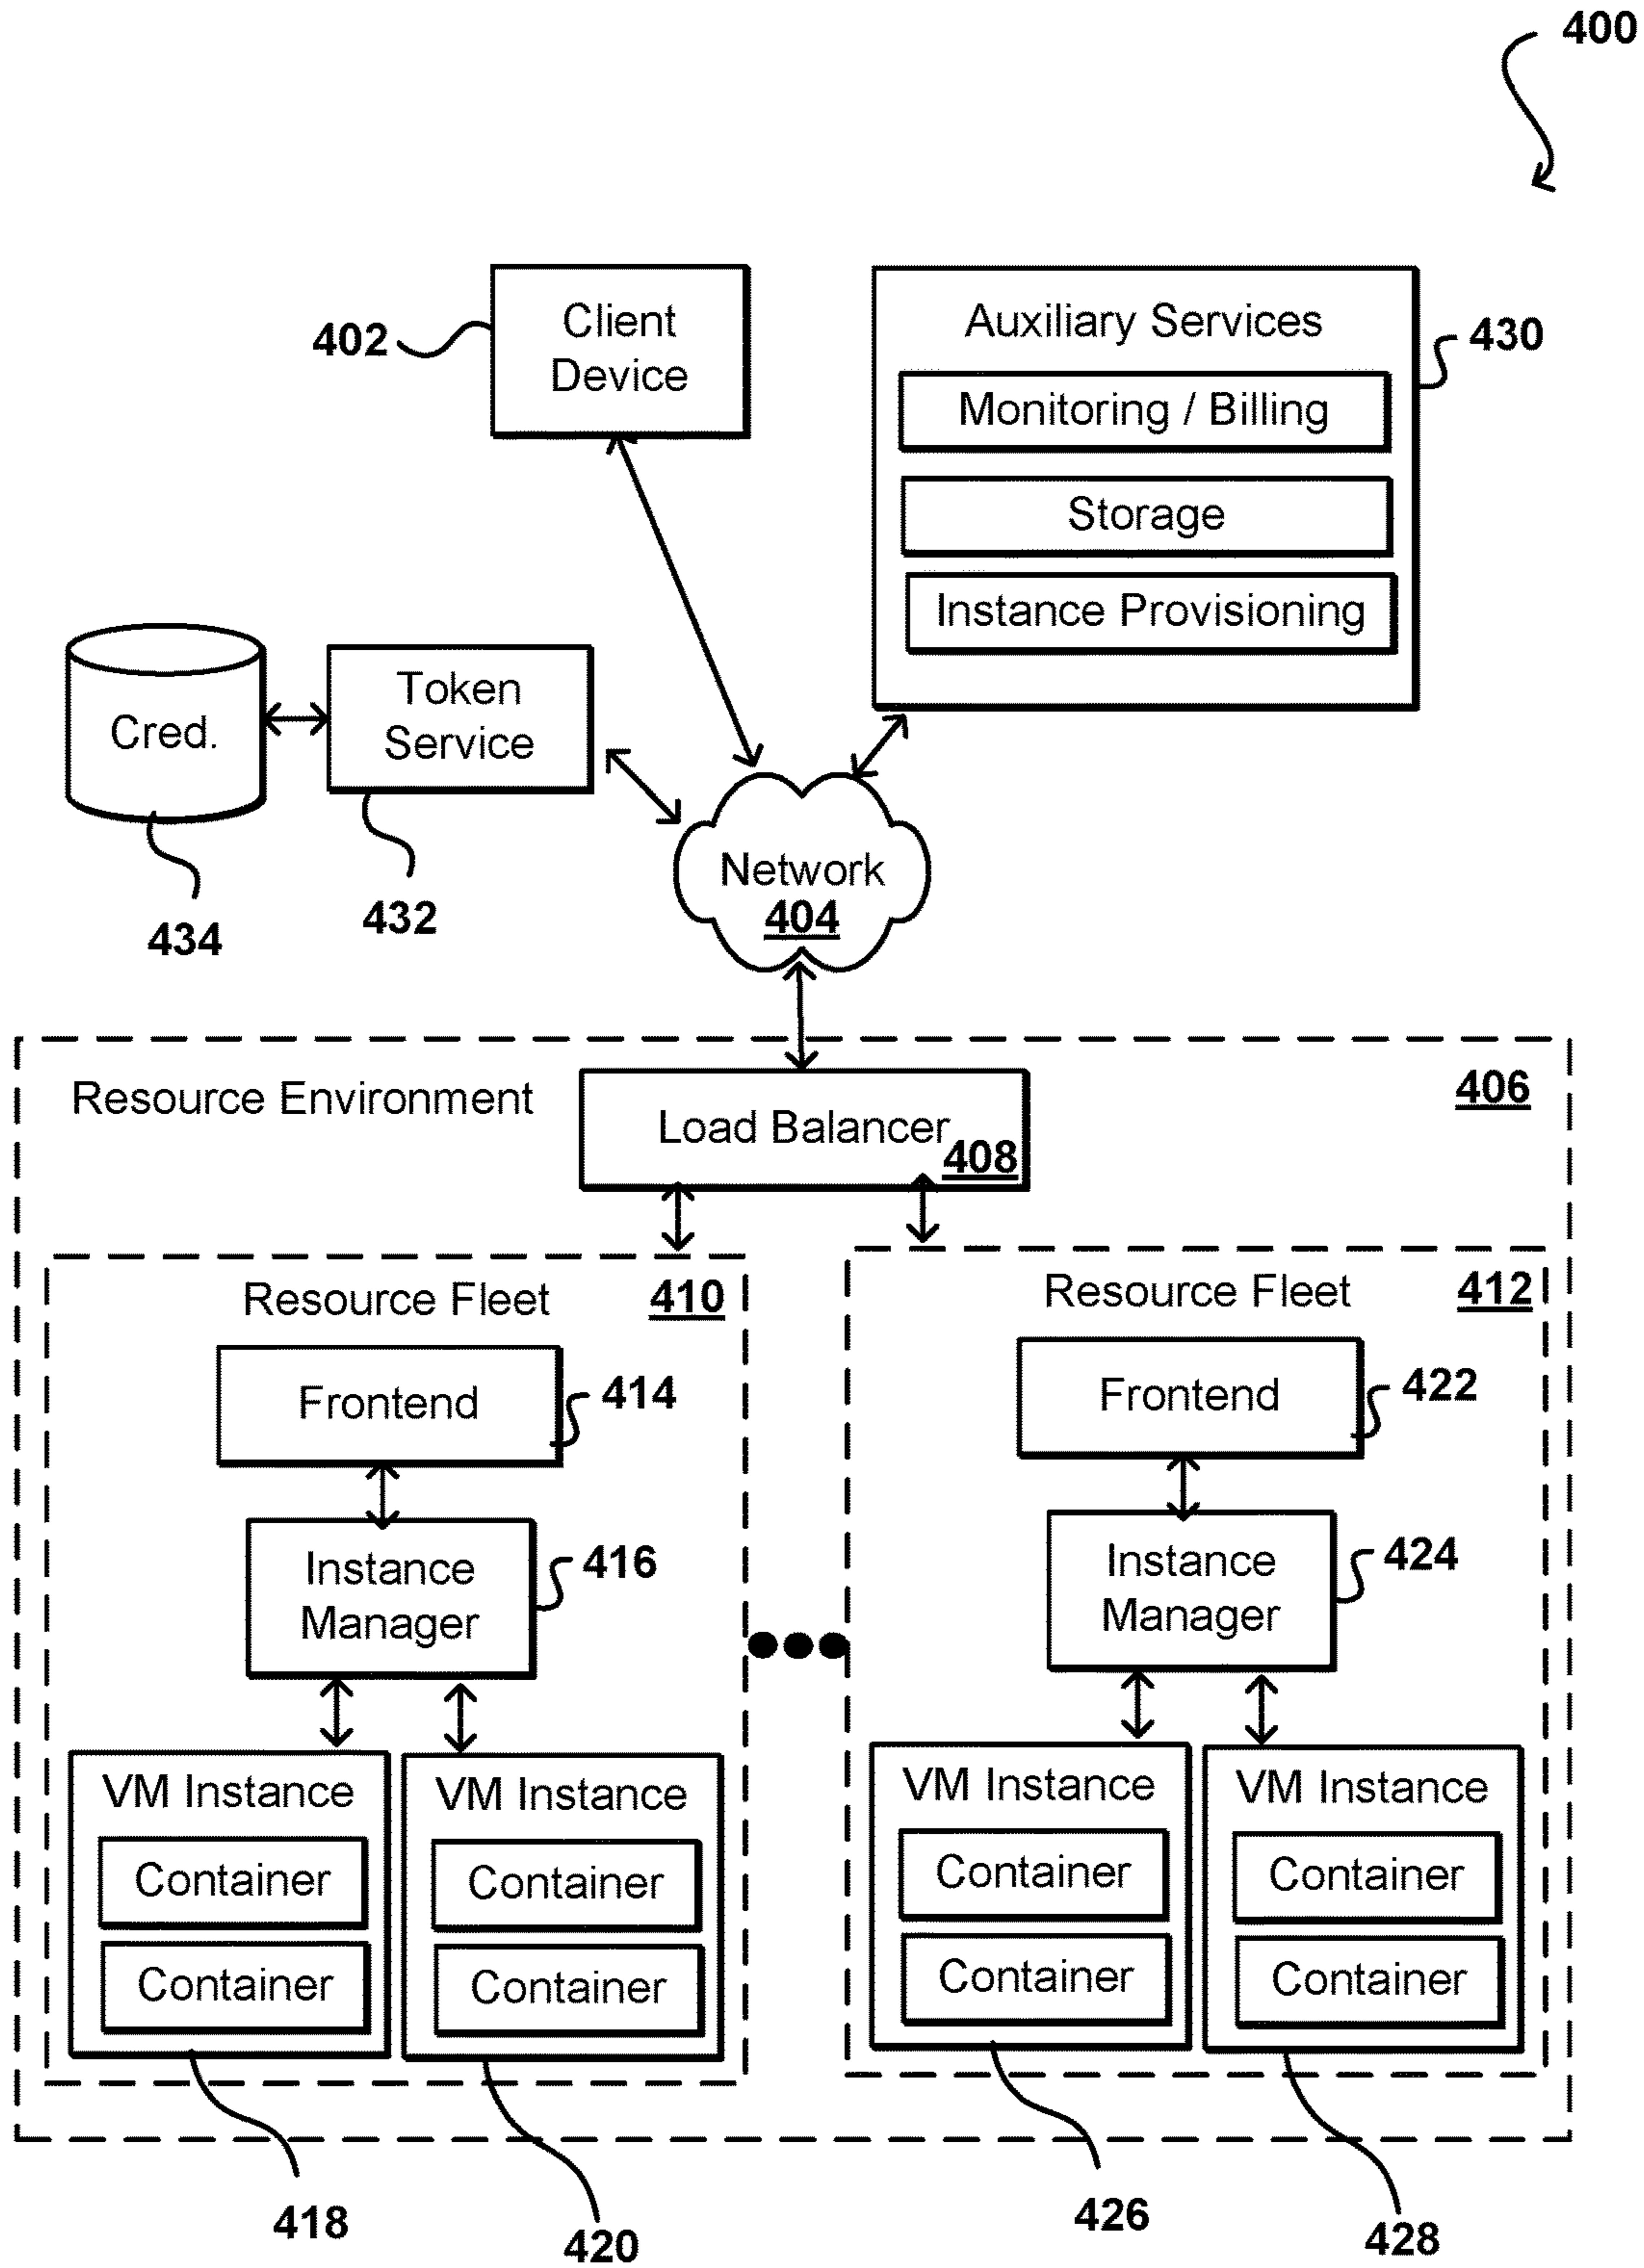 400
Client
Device
402
Auxiliary Services
Monitoring / Billing
Storage
Instance Provisioning
430
Cred.
Token
Service
434
432
Network
404
Resource Environment
406
Load Balancer
408
Resource Fleet
410
Frontend
414
Instance
Manager
416
VM Instance
Container
Container
418
VM Instance
Container
Container
420
Resource Fleet
412
Frontend
422
Instance
Manager
424
VM Instance
Container
Container
426
VM Instance
Container
Container
428